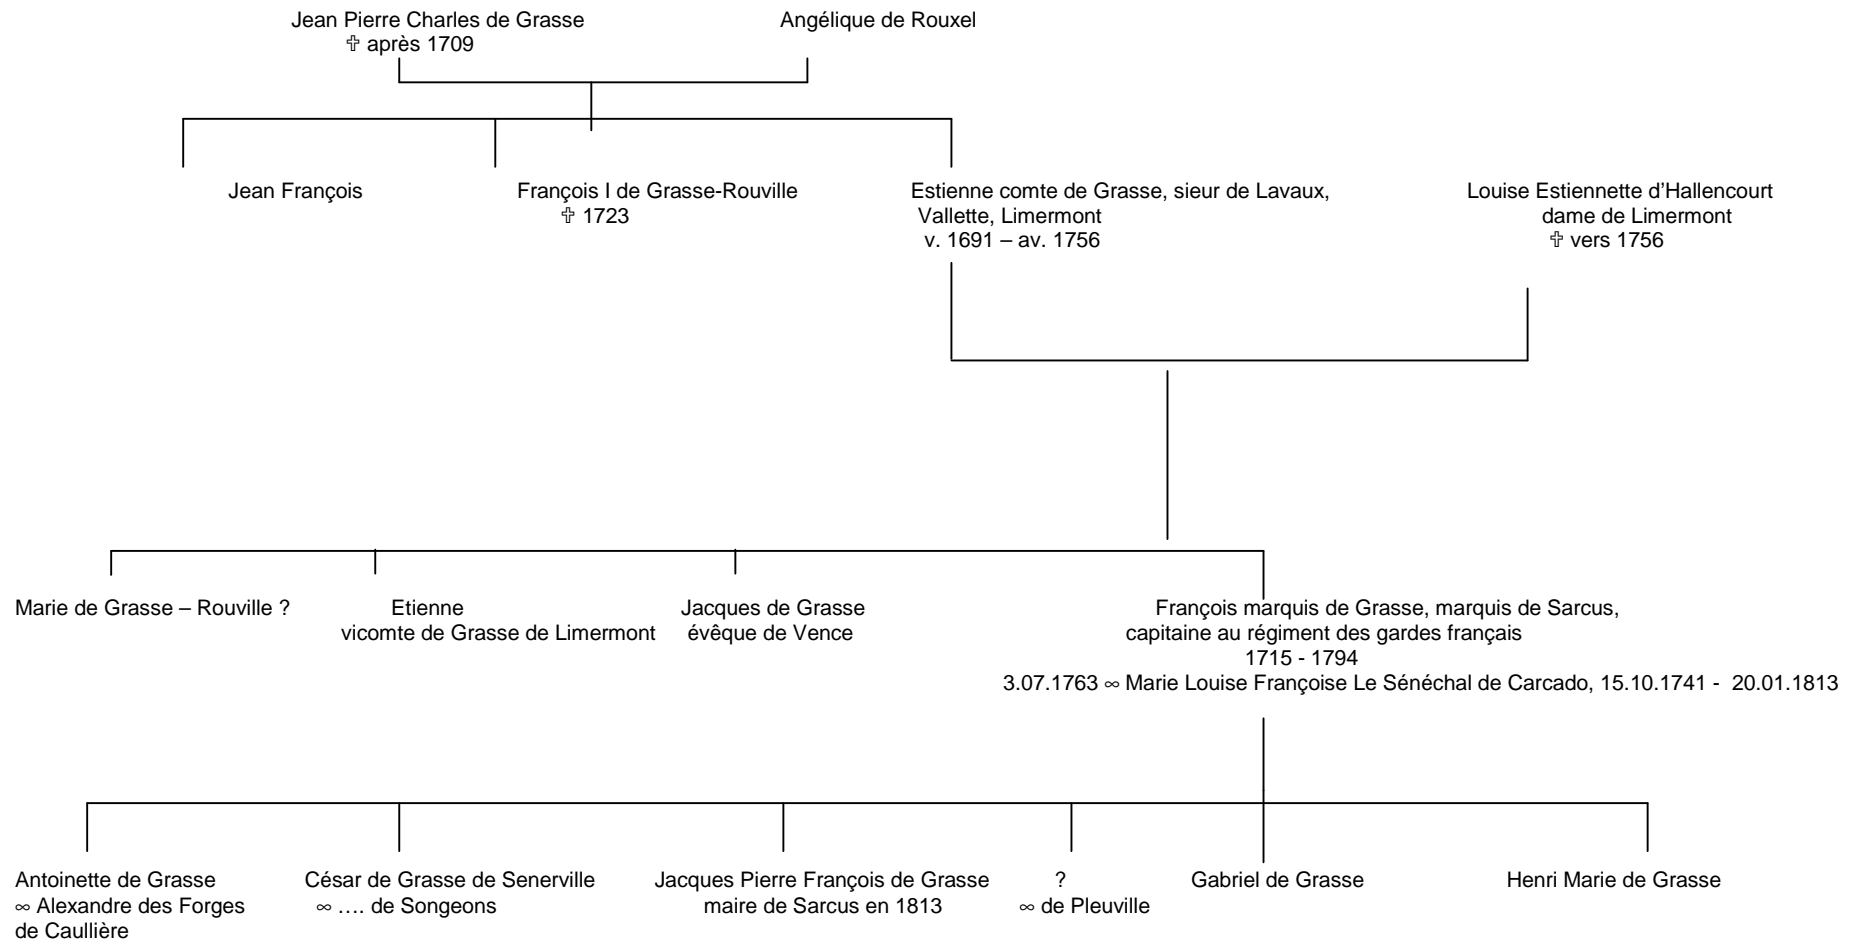 Jean Pierre Charles de Grasse
✞ après 1709
Angélique de Rouxel
Jean François
François I de Grasse-Rouville
✞ 1723
Estienne comte de Grasse, sieur de Lavaux,
Vallette, Limermont
v. 1691 – av. 1756
Louise Estiennette d’Hallencourt
dame de Limermont
✞ vers 1756
Marie de Grasse – Rouville ?
Etienne
vicomte de Grasse de Limermont
Jacques de Grasse
évêque de Vence
François marquis de Grasse, marquis de Sarcus,
capitaine au régiment des gardes français
1715 - 1794
3.07.1763 ∞ Marie Louise Françoise Le Sénéchal de Carcado, 15.10.1741 - 20.01.1813
Antoinette de Grasse
∞ Alexandre des Forges
de Caullière
César de Grasse de Senerville
∞ .... de Songeons
Jacques Pierre François de Grasse
maire de Sarcus en 1813
?
∞ de Pleuville
Gabriel de Grasse
Henri Marie de Grasse